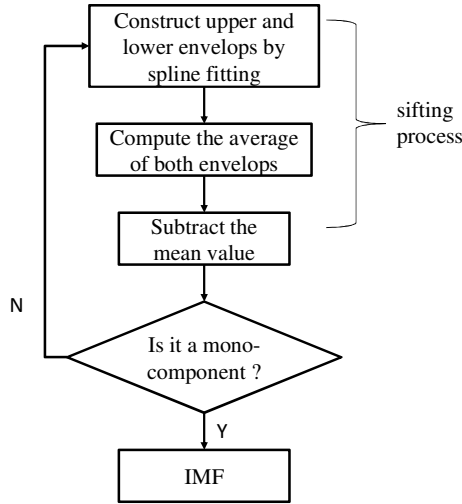 Construct upper and
lower envelops by
spline fitting
sifting
process
Compute the average
of both envelops
Subtract the
mean value
N
Is it a mono-
component ?
Y
IMF